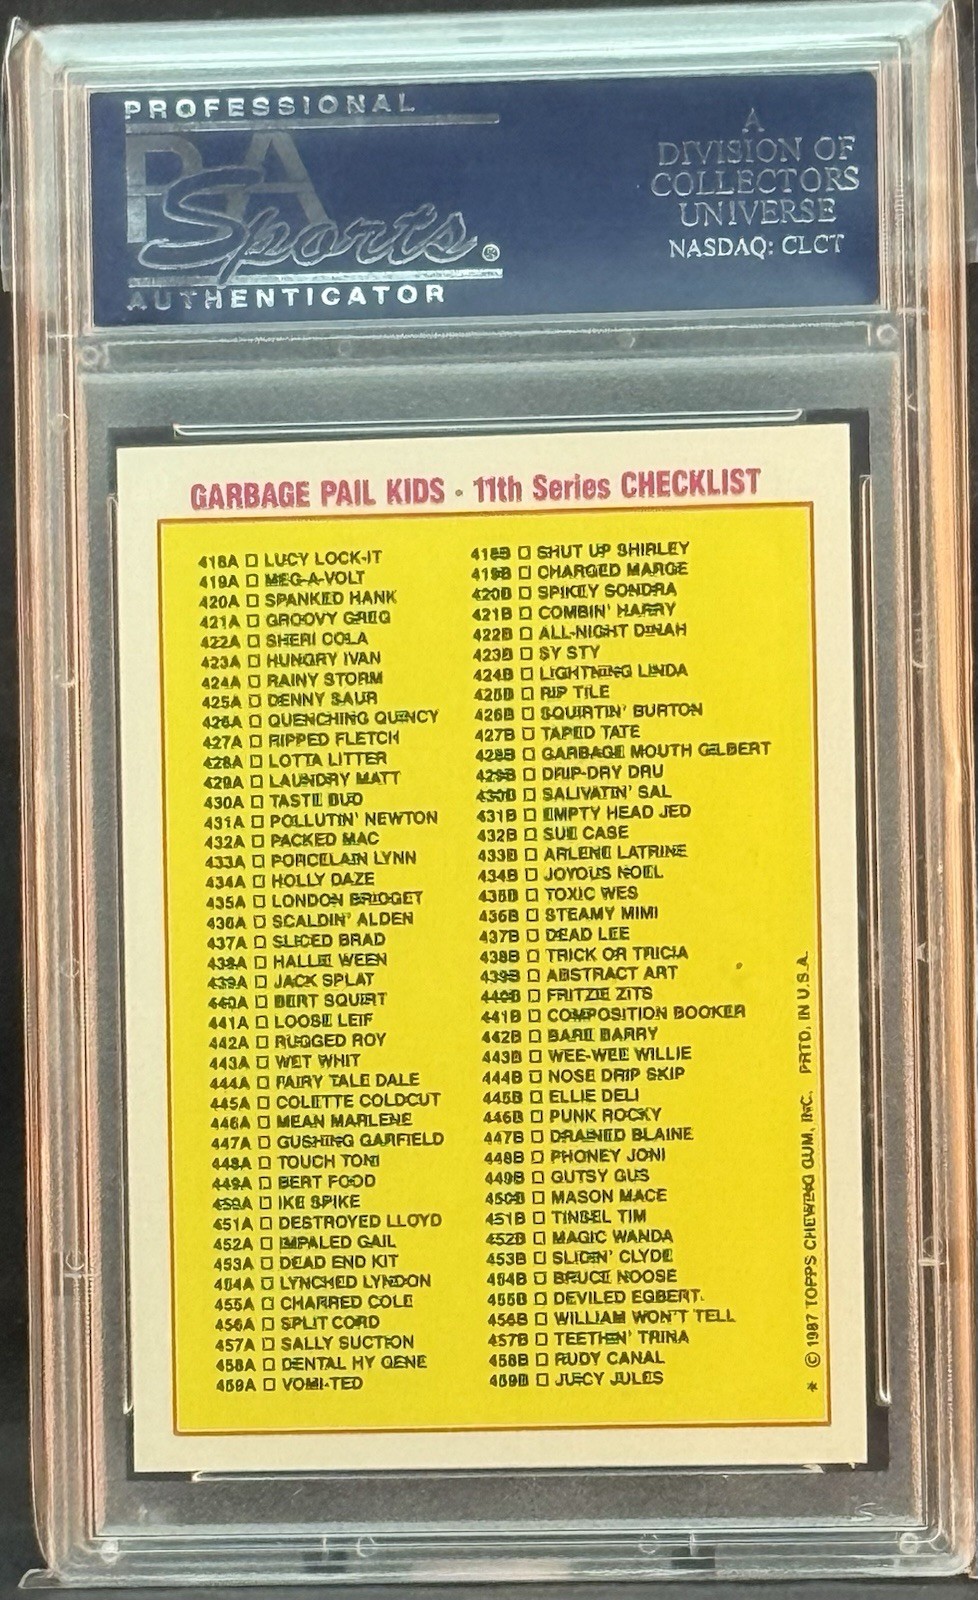 PROFESSIONAL
PSA
Sports®
AUTHENTICATOR
A
DIVISION OF
COLLECTORS
UNIVERSE
NASDAQ: CLCT
GARBAGE PAIL KIDS • 11th Series CHECKLIST
418A □ LUCY LOCK-IT
419A □ MEG-A-VOLT
420A □ SPANKED HANK
421A □ GROOVY GREG
422A □ SHERI COLA
423A □ HUNGRY IVAN
424A □ RAINY STORM
425A □ DENNY SAUR
426A □ QUENCHING QUENCY
427A □ RIPPED FLETCH
428A □ LOTTA LITTER
429A □ LAUNDRY MATT
430A □ TASTE BUD
431A □ POLLUTIN' NEWTON
432A □ PACKED MAC
433A □ PORCELAIN LYNN
434A □ HOLLY DAZE
435A □ LONDON BRIDGET
436A □ SCALDIN' ALDEN
437A □ SLICED BRAD
438A □ HALLIE WEEN
439A □ JACK SPLAT
440A □ BERT SQUIRT
441A □ LOOSE LEIF
442A □ RUGGED ROY
443A □ WET WHIT
444A □ FAIRY TALE DALE
445A □ COLETTE COLDCUT
446A □ MEAN MARLENE
447A □ GUSHING GARFIELD
448A □ TOUCH TONI
449A □ BERT FOOD
450A □ IKE SPIKE
451A □ DESTROYED LLOYD
452A □ IMPALED GAIL
453A □ DEAD END KIT
454A □ LYNCHED LYNDON
455A □ CHARRED COLE
456A □ SPLIT CORD
457A □ SALLY SUCTION
458A □ DENTAL HY GENE
459A □ VOMI-TED
418B □ SHUT UP SHIRLEY
419B □ CHARGED MARGE
420B □ SPIKEY SONDRA
421B □ COMBIN' HARRY
422B □ ALL-NIGHT DINAH
423B □ SY STY
424B □ LIGHTNING LINDA
425B □ RIP TILE
426B □ SQUIRTIN' BURTON
427B □ TAPED TATE
428B □ GARBAGE MOUTH GILBERT
429B □ DRIP-DRY DRU
430B □ SALIVATIN' SAL
431B □ EMPTY HEAD JED
432B □ SUE CASE
433B □ ARLENE LATRINE
434B □ JOYOUS NOEL
435B □ TOXIC WES
436B □ STEAMY MIMI
437B □ DEAD LEE
438B □ TRICK OR TRICIA
439B □ ABSTRACT ART
440B □ FRITZIE ZITS
441B □ COMPOSITION BOOKER
442B □ BARE BARRY
443B □ WEE-WEE WILLIE
444B □ NOSE DRIP SKIP
445B □ ELLIE DELI
446B □ PUNK ROCKY
447B □ DRAINED BLAINE
448B □ PHONEY JONI
449B □ GUTSY GUS
450B □ MASON MACE
451B □ TINSEL TIM
452B □ MAGIC WANDA
453B □ SLIDIN' CLYDE
454B □ BRUCE NOOSE
455B □ DEVILED EGBERT
456B □ WILLIAM WON'T TELL
457B □ TEETHIN' TRINA
458B □ RUDY CANAL
459B □ JUICY JULES
* © 1987 TOPPS CHEWING GUM, INC. PRTD. IN U.S.A.